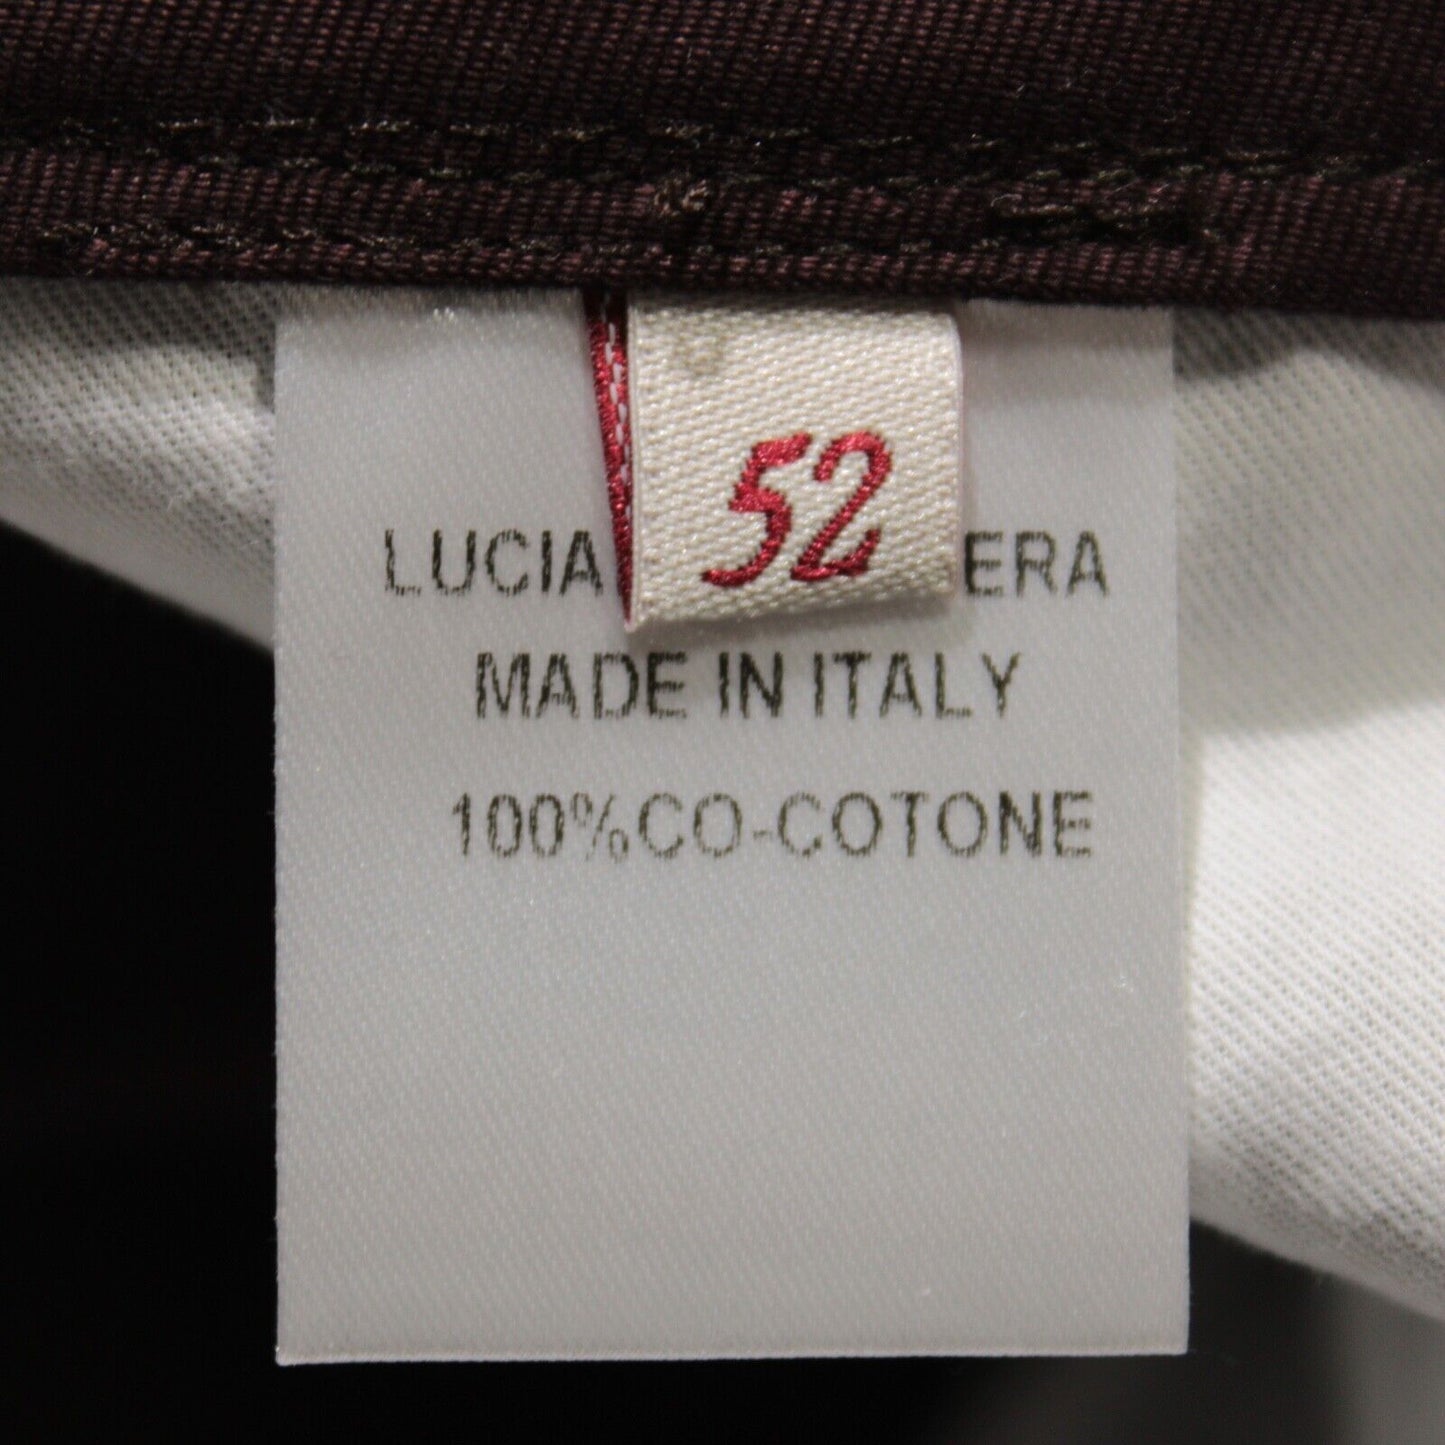 52
LUCIA ERA
MADE IN ITALY
100%CO-COTONE